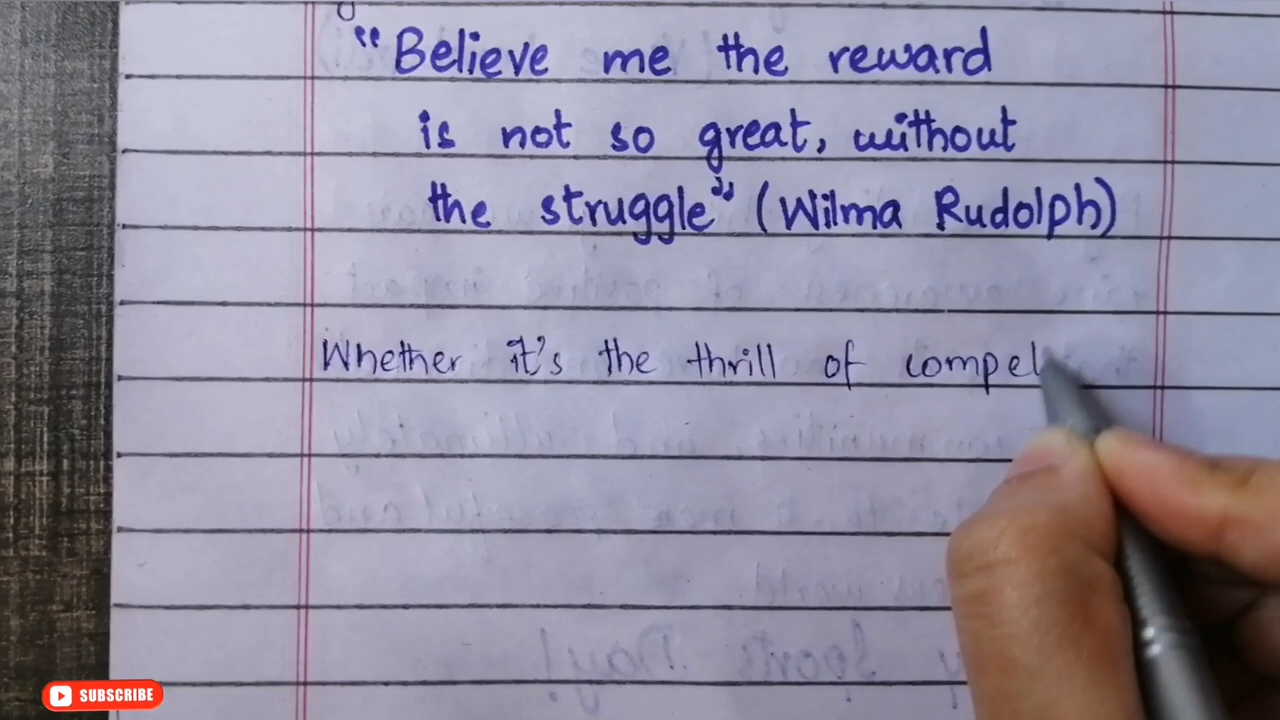 “Believe me the reward
is not so great, without
the struggle” (Wilma Rudolph)
Whether it's the thrill of
SUBSCRIBE